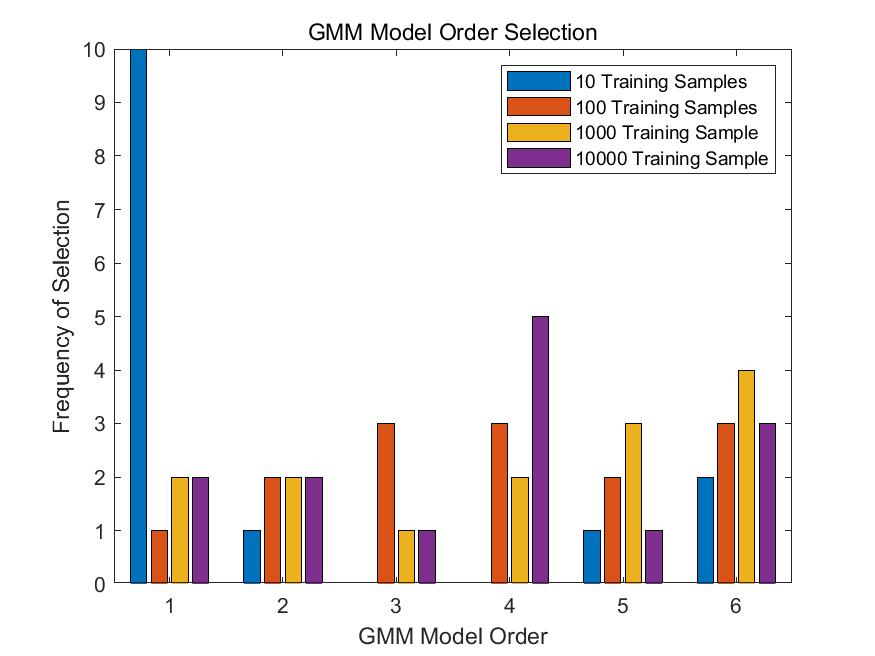 GMM Model Order Selection
10
9
8
7
6
5
4
3
2
1
0
Frequency of Selection
10 Training Samples
100 Training Samples
1000 Training Sample
10000 Training Sample
1 2 3 4 5 6
GMM Model Order